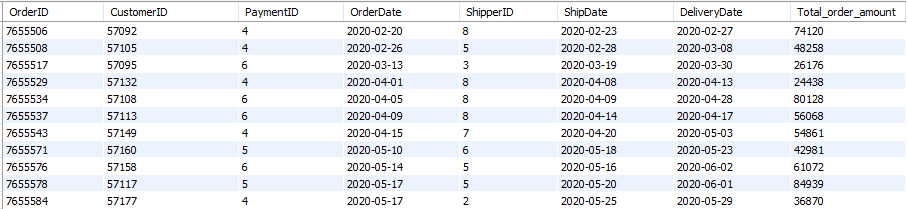 OrderID CustomerID PaymentID OrderDate ShipperID ShipDate DeliveryDate Total_order_amount
7655506 57092 4 2020-02-20 8 2020-02-23 2020-02-27 74120
7655508 57105 4 2020-02-26 5 2020-02-28 2020-03-08 48258
7655517 57095 6 2020-03-13 3 2020-03-19 2020-03-30 26176
7655529 57132 4 2020-04-01 8 2020-04-08 2020-04-13 24438
7655534 57108 6 2020-04-05 8 2020-04-09 2020-04-28 80128
7655537 57113 6 2020-04-09 8 2020-04-14 2020-04-17 56068
7655543 57149 4 2020-04-15 7 2020-04-20 2020-05-03 54861
7655571 57160 5 2020-05-10 6 2020-05-18 2020-05-23 42981
7655576 57158 6 2020-05-14 5 2020-05-16 2020-06-02 61072
7655578 57117 5 2020-05-17 5 2020-05-20 2020-06-01 84939
7655584 57177 4 2020-05-17 2 2020-05-25 2020-05-29 36870